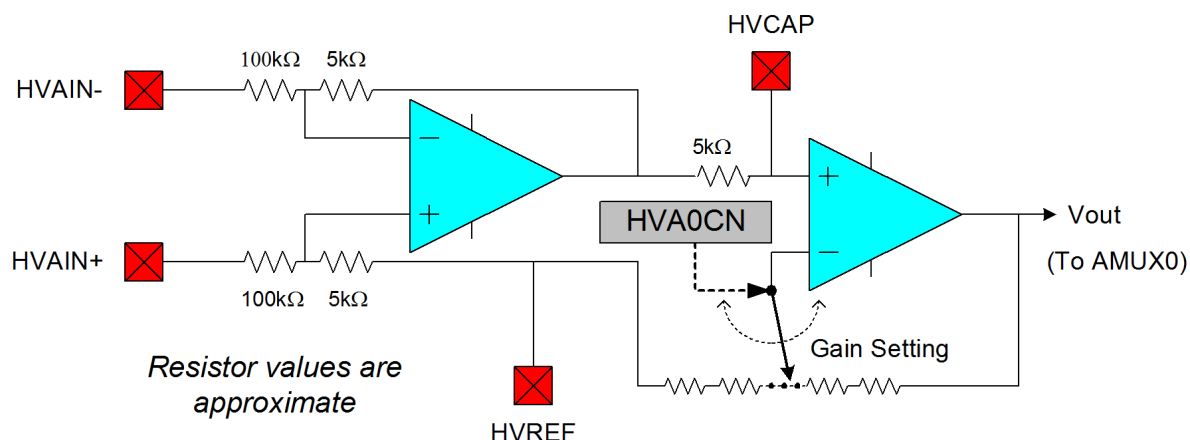 HVCAP
100kΩ
5kΩ
HVAIN-
5kΩ
−
+
HVA0CN
Vout
+
−
(To AMUX0)
HVAIN+
100kΩ
5kΩ
Gain Setting
Resistor values are
approximate
HVREF